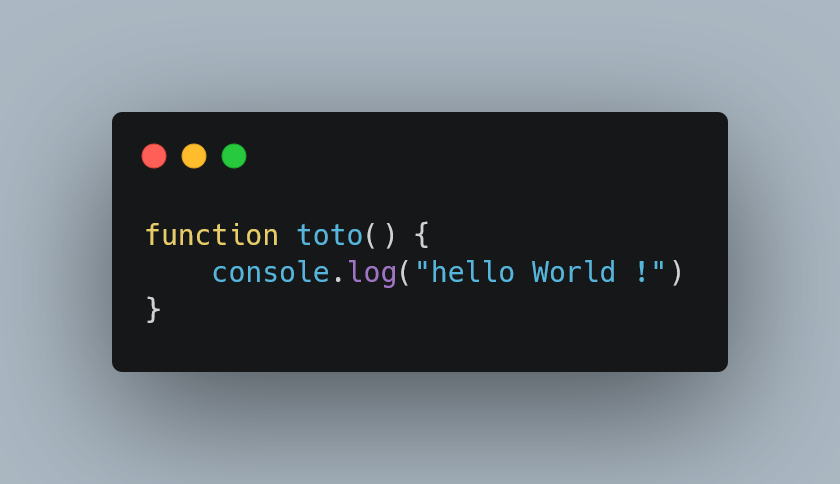 function toto() {
    console.log("hello World !")
}